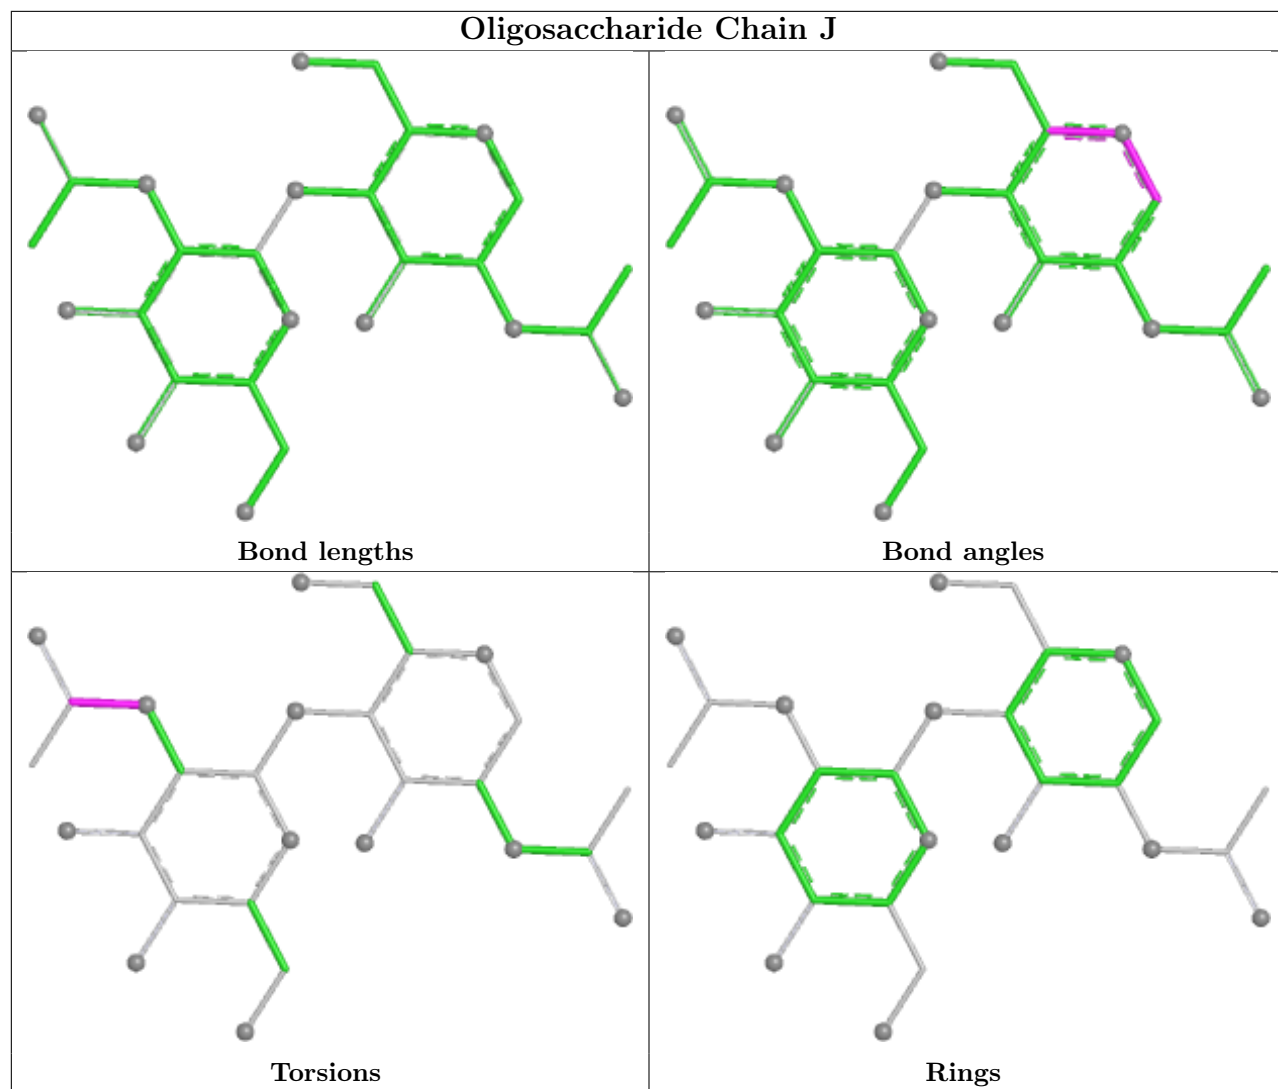 Oligosaccharide Chain J
Bond lengths
Bond angles
Torsions
Rings